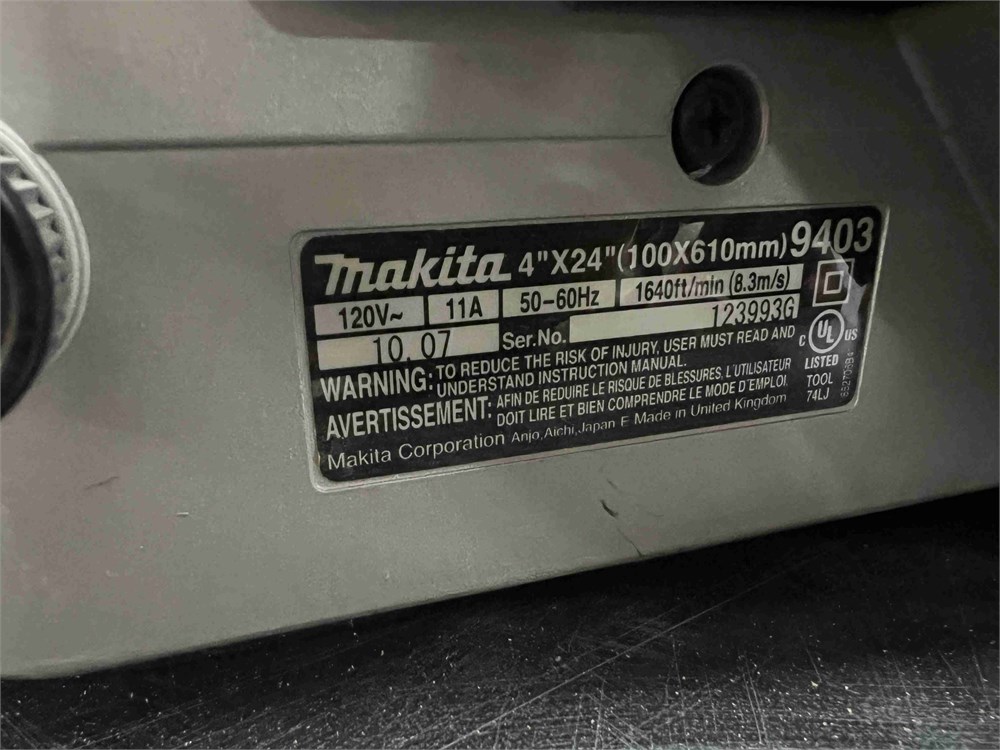 makita 4"X24"(100X610mm) 9403
120V~ 11A 50-60Hz 1640ft/min (8.3m/s)
10.07 Ser.No. 123993G
WARNING: TO REDUCE THE RISK OF INJURY, USER MUST READ AND
UNDERSTAND INSTRUCTION MANUAL.
AVERTISSEMENT: AFIN DE REDUIRE LE RISQUE DE BLESSURES, L'UTILISATEUR
DOIT LIRE ET BIEN COMPRENDRE LE MODE D'EMPLOI.
Makita Corporation Anjo, Aichi, Japan E Made in United Kingdom
C UL US
LISTED
TOOL
74LJ